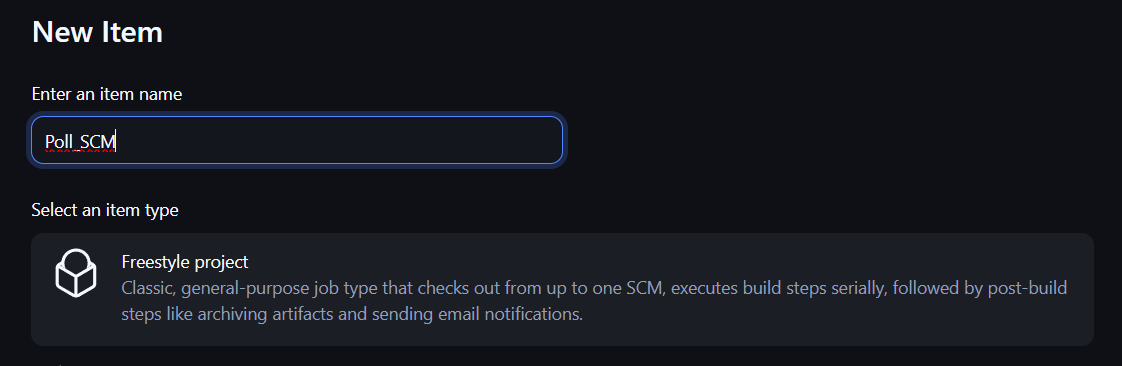 New Item
Enter an item name
Poll_SCM
Select an item type
Freestyle project
Classic, general-purpose job type that checks out from up to one SCM, executes build steps serially, followed by post-build
steps like archiving artifacts and sending email notifications.